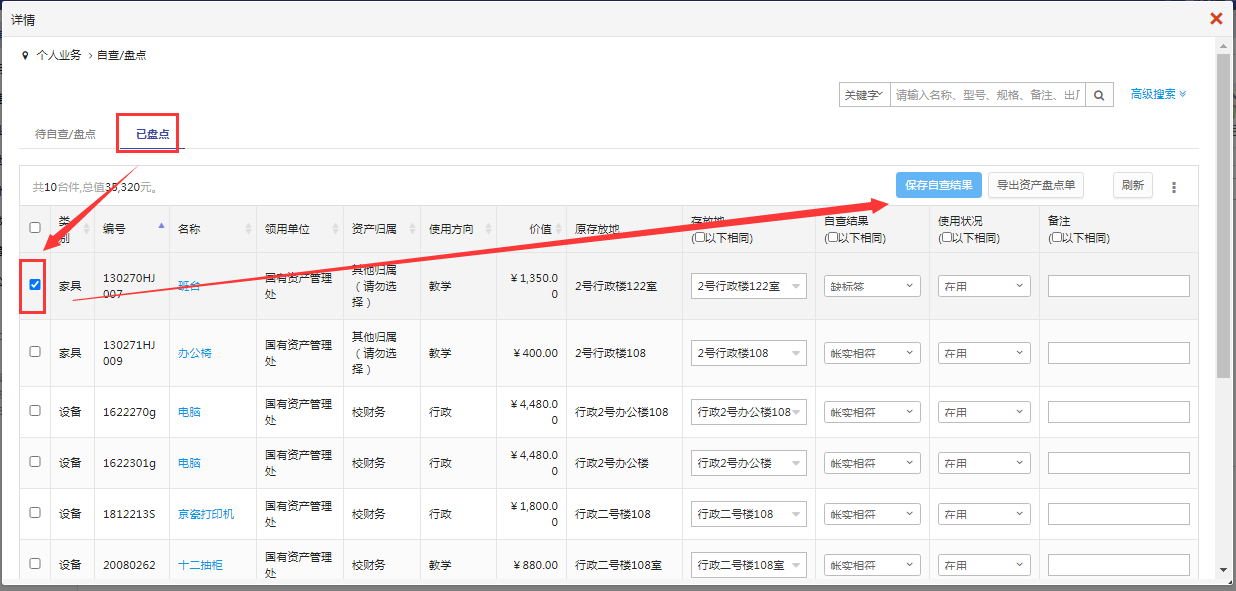 详情
个人业务 › 自查/盘点
关键字 请输入名称、型号、规格、备注、出厂 高级搜索
待自查/盘点 已盘点
共10台件,总值35,320元。 保存自查结果 导出资产盘点单 刷新
类别 编号 名称 领用单位 资产归属 使用方向 价值 原存放地 存放地 (以下相同) 自查结果 (以下相同) 使用状况 (以下相同) 备注 (以下相同)
家具 130270HJ007 班台 国有资产管理处 其他归属（请勿选择） 教学 ¥1,350.00 2号行政楼122室 2号行政楼122室 缺标签 在用
家具 130271HJ009 办公椅 国有资产管理处 其他归属（请勿选择） 教学 ¥400.00 2号行政楼108 2号行政楼108 帐实相符 在用
设备 1622270g 电脑 国有资产管理处 校财务 行政 ¥4,480.00 行政2号办公楼108 行政2号办公楼108 帐实相符 在用
设备 1622301g 电脑 国有资产管理处 校财务 行政 ¥4,480.00 行政2号办公楼 行政2号办公楼 帐实相符 在用
设备 1812213S 京瓷打印机 国有资产管理处 校财务 行政 ¥1,800.00 行政二号楼108 行政二号楼108 帐实相符 在用
设备 20080262 十二抽柜 国有资产管理处 校财务 教学 ¥880.00 行政二号楼108室 行政二号楼108室 帐实相符 在用